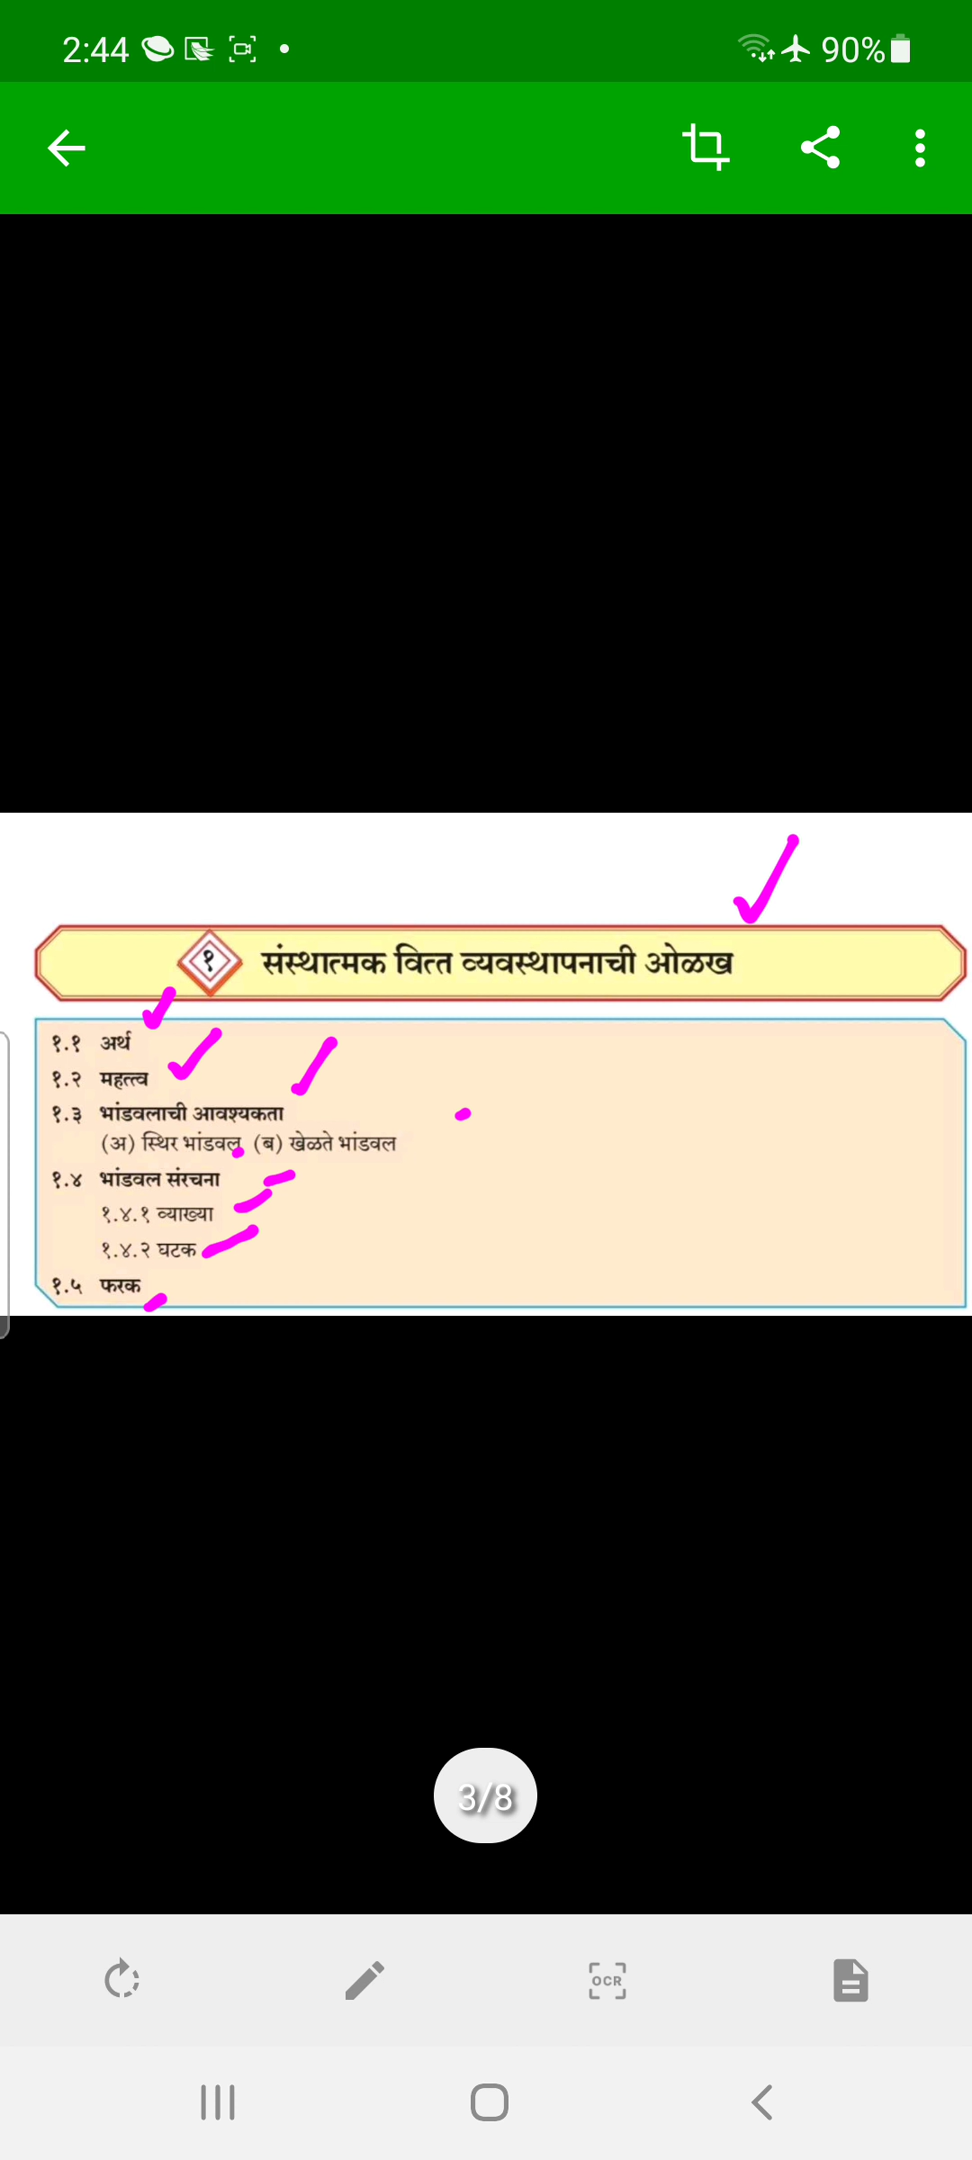 2:44
90%
१ संस्थात्मक वित्त व्यवस्थापनाची ओळख
१.१ अर्थ
१.२ महत्त्व
१.३ भांडवलाची आवश्यकता
(अ) स्थिर भांडवल (ब) खेळते भांडवल
१.४ भांडवल संरचना
१.४.१ व्याख्या
१.४.२ घटक
१.५ फरक
3/8
OCR